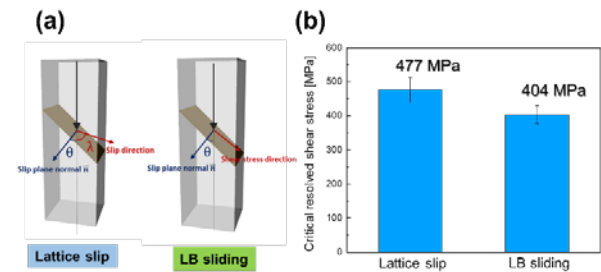 (a)
θ
λ
Slip direction
Slip plane normal n
Lattice slip
θ
Shear stress direction
Slip plane normal n
LB sliding
(b)
Critical resolved shear stress [MPa]
600
500
400
300
200
100
0
477 MPa
404 MPa
Lattice slip
LB sliding